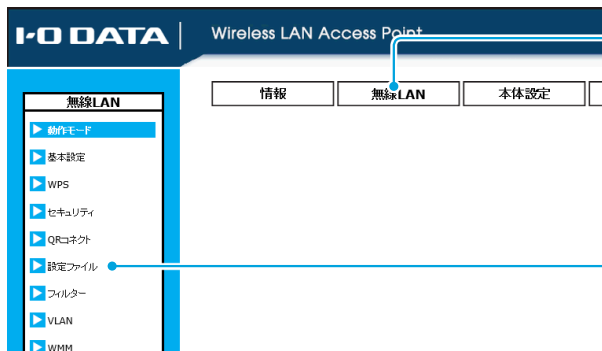 I-O DATA
Wireless LAN Access Point
情報
無線LAN
本体設定
無線LAN
動作モード
基本設定
WPS
セキュリティ
QRコネクト
設定ファイル
フィルター
VLAN
WMM